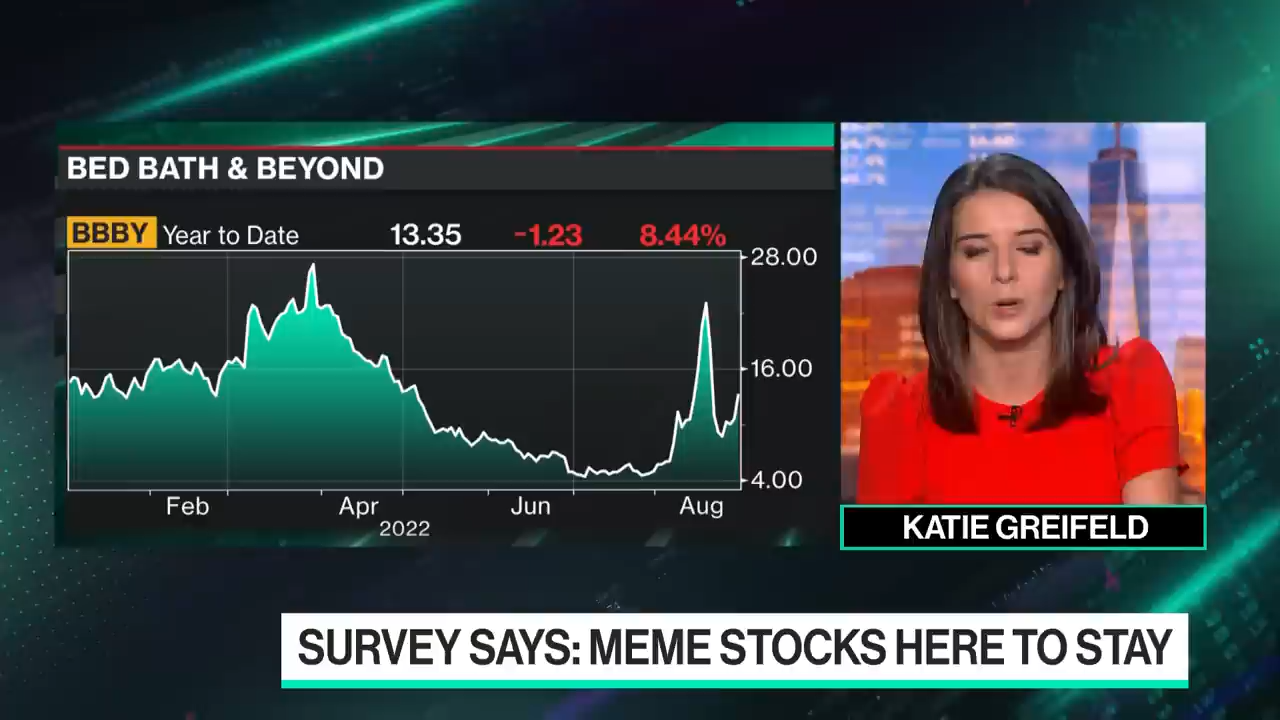 BED BATH & BEYOND
BBBY Year to Date 13.35 -1.23 8.44%
28.00
16.00
4.00
Feb Apr Jun Aug
2022
KATIE GREIFELD
SURVEY SAYS: MEME STOCKS HERE TO STAY